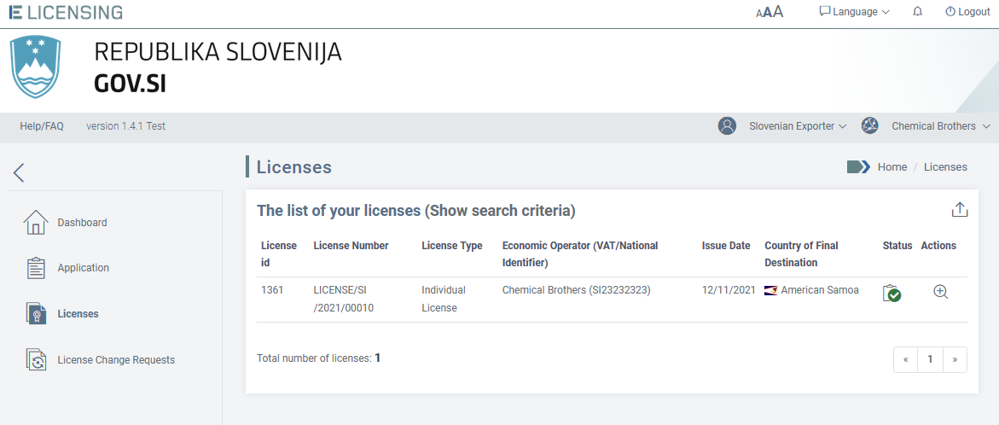 E LICENSING
AAA
Language
Logout
REPUBLIKA SLOVENIJA
GOV.SI
Help/FAQ
version 1.4.1 Test
Slovenian Exporter
Chemical Brothers
Licenses
Home / Licenses
Dashboard
Application
Licenses
License Change Requests
The list of your licenses (Show search criteria)
License id
License Number
License Type
Economic Operator (VAT/National
Identifier)
Issue Date
Country of Final
Destination
Status
Actions
1361
LICENSE/SI
/2021/00010
Individual
License
Chemical Brothers (SI23232323)
12/11/2021
American Samoa
Total number of licenses: 1
« 1 »